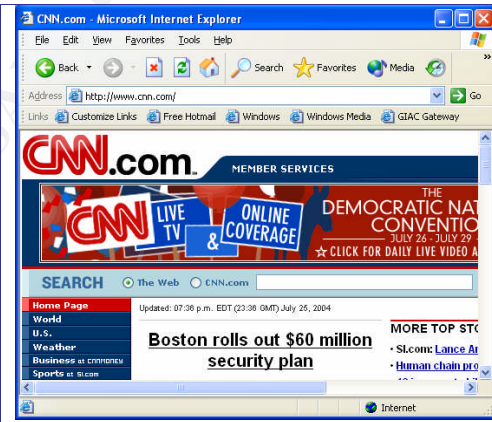 CNN.com - Microsoft Internet Explorer
File Edit View Favorites Tools Help
Back Search Favorites Media
Address http://www.cnn.com/ Go
Links Customize Links Free Hotmail Windows Windows Media GIAC Gateway
CNN.com. MEMBER SERVICES
CNN LIVE TV & ONLINE COVERAGE
THE
DEMOCRATIC NAT
CONVENTIO
JULY 26 - JULY 29
CLICK FOR DAILY LIVE VIDEO A
SEARCH The Web CNN.com
Home Page
World
U.S.
Weather
Business at CNNMONEY
Sports at SI.com
Updated: 07:36 p.m. EDT (23:36 GMT) July 25, 2004
Boston rolls out $60 million
security plan
MORE TOP STO
• SI.com: Lance Ar
• Human chain pro
Internet